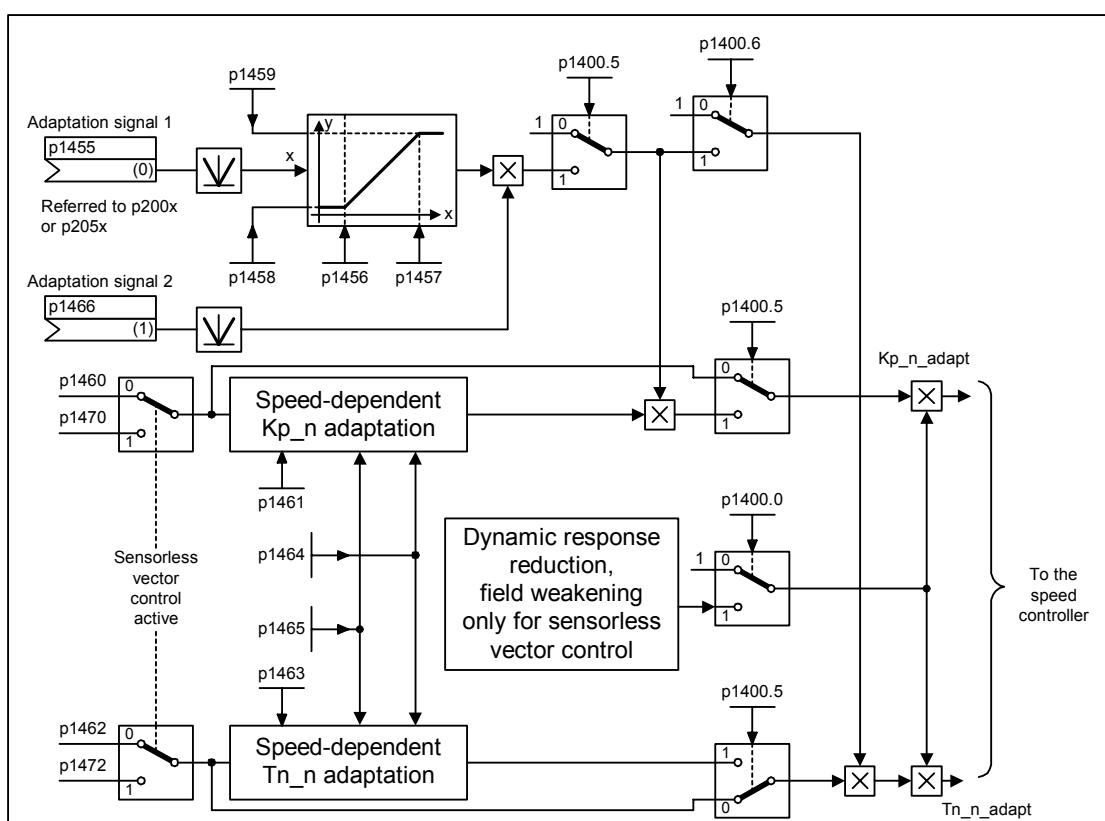 p1400.6
p1400.5
p1459
Adaptation signal 1
p1455
(0)
Referred to p200x
or p205x
x
y
x
1
0
1
1
0
1
p1458
p1456
p1457
Adaptation signal 2
p1466
(1)
p1400.5
0
1
Kp_n_adapt
p1460
p1470
0
1
Speed-dependent
Kp_n adaptation
p1461
p1464
p1465
p1463
Sensorless
vector
control
active
Dynamic response
reduction,
field weakening
only for sensorless
vector control
p1400.0
1
0
1
To the
speed
controller
p1400.5
p1462
p1472
0
1
Speed-dependent
Tn_n adaptation
1
0
Tn_n_adapt